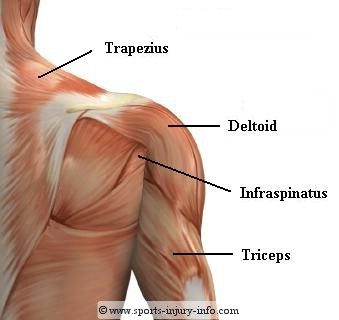 Trapezius
Deltoid
Infraspinatus
Triceps
© www.sports-injury-info.com